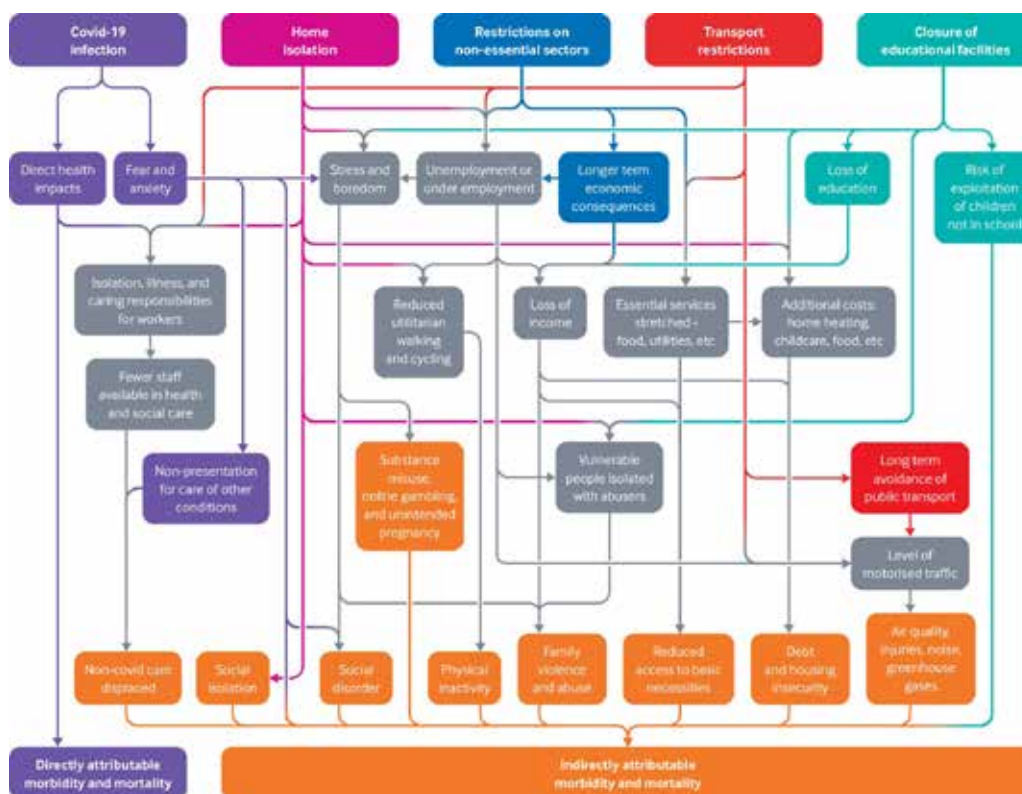 Covid-19
infection
Home
isolation
Restrictions on
non-essential sectors
Transport
restrictions
Closure of
educational facilities
Direct health
impacts
Fear and
anxiety
Stress and
boredom
Unemployment or
under employment
Longer term
economic
consequences
Loss of
education
Risk of
exploitation
of children
not in school
Isolation, illness, and
caring responsibilities
for workers
Reduced
utilitarian
walking
and cycling
Loss of
income
Essential services
stretched –
food, utilities, etc
Additional costs:
home heating,
childcare, food, etc
Fewer staff
available in health
and social care
Non-presentation
for care of other
conditions
Substance
misuse,
online gambling,
and unintended
pregnancy
Vulnerable
people isolated
with abusers
Long term
avoidance of
public transport
Level of
motorised traffic
Non-covid care
displaced
Social
isolation
Social
disorder
Physical
inactivity
Family
violence
and abuse
Reduced
access to basic
necessities
Debt
and housing
insecurity
Air quality,
injuries, noise,
greenhouse
gases
Directly attributable
morbidity and mortality
Indirectly attributable
morbidity and mortality